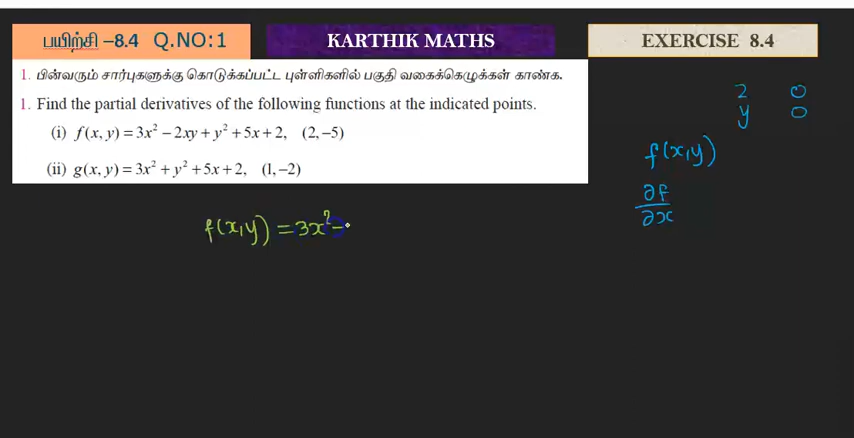 பயிற்சி -8.4 Q.NO:1
KARTHIK MATHS
EXERCISE 8.4
1. பின்வரும் சார்புகளுக்கு கொடுக்கப்பட்ட புள்ளிகளில் பகுதி வகைக்கெழுக்கள் காண்க.
1. Find the partial derivatives of the following functions at the indicated points.
(i) f(x, y) = 3x² − 2xy + y² + 5x + 2, (2, −5)
(ii) g(x, y) = 3x² + y² + 5x + 2, (1, −2)
2 0
y 0
f(x,y)
∂f
∂x
f(x,y) = 3x² −